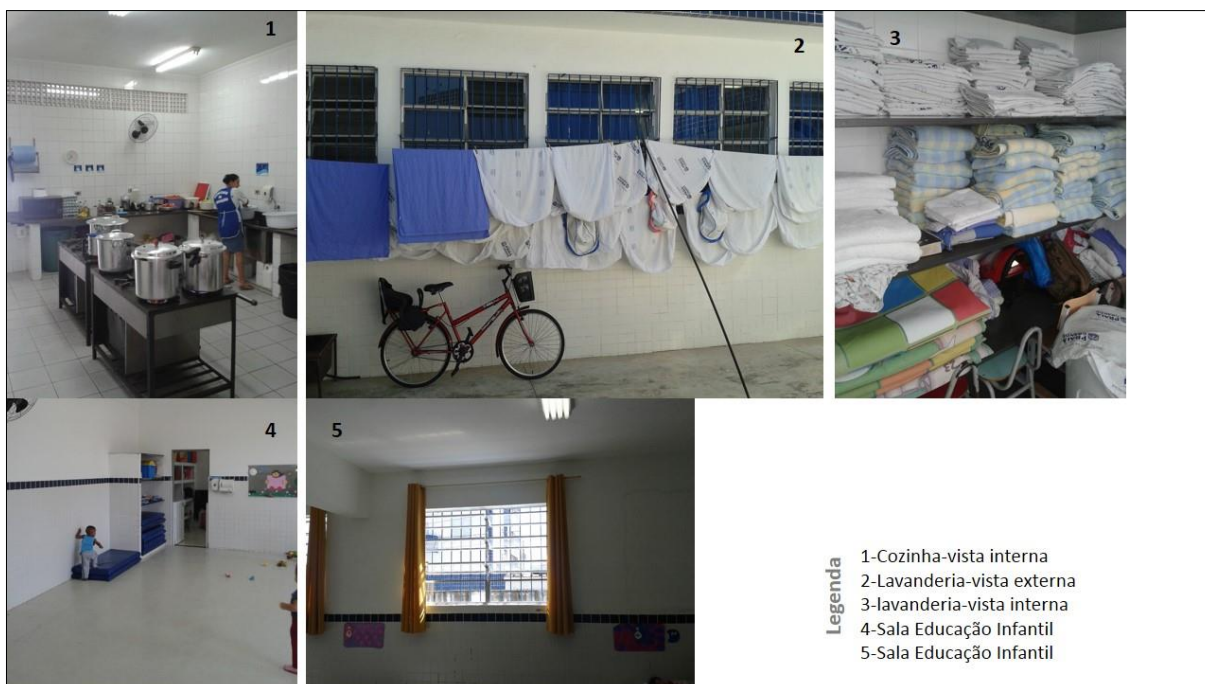 1
2
3
4
5
Legenda
1-Cozinha-vista interna
2-Lavanderia-vista externa
3-lavanderia-vista interna
4-Sala Educação Infantil
5-Sala Educação Infantil